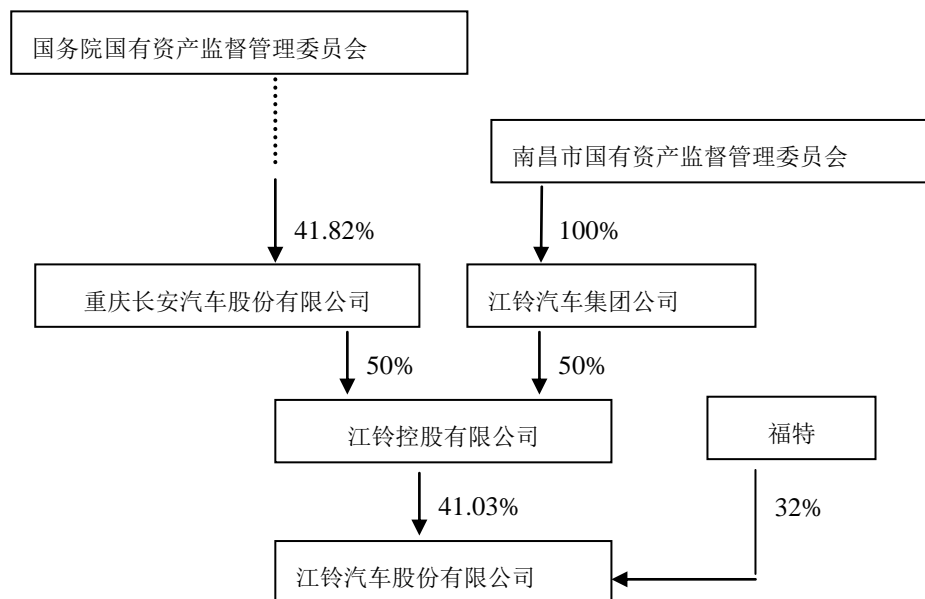 国务院国有资产监督管理委员会
南昌市国有资产监督管理委员会
41.82%
100%
重庆长安汽车股份有限公司
江铃汽车集团公司
50%
50%
江铃控股有限公司
福特
41.03%
32%
江铃汽车股份有限公司